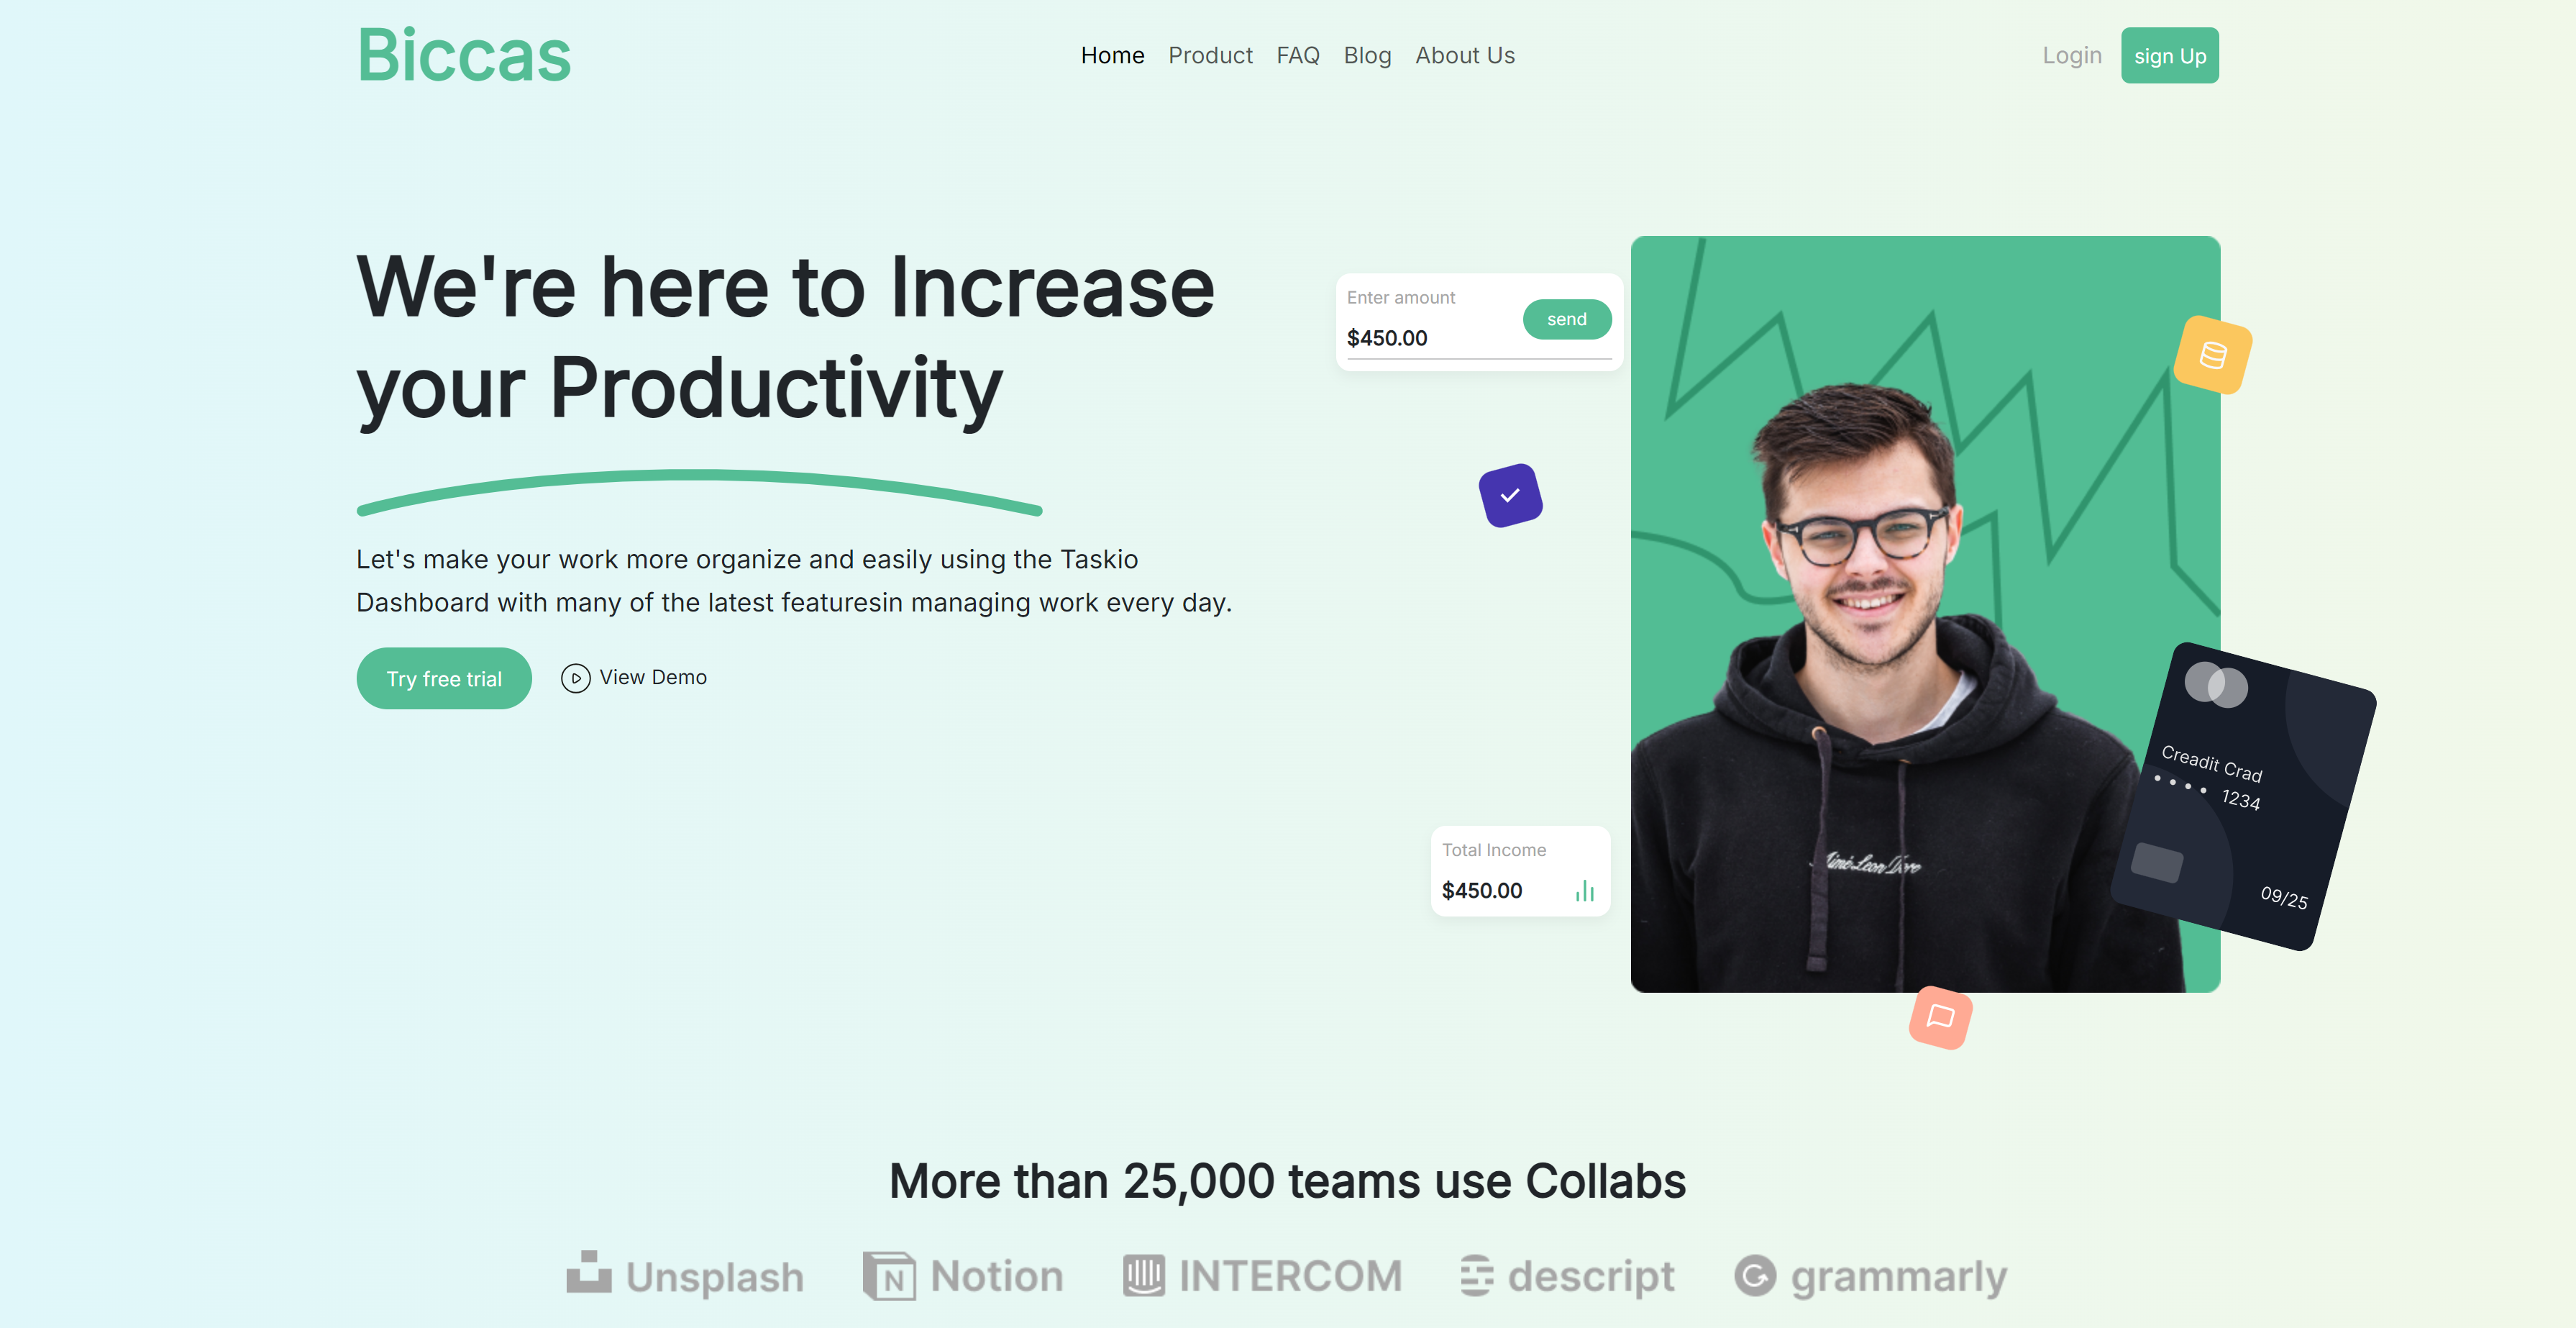 Biccas
Home Product FAQ Blog About Us
Login sign Up
We're here to Increase
your Productivity
Let's make your work more organize and easily using the Taskio
Dashboard with many of the latest featuresin managing work every day.
Try free trial View Demo
Enter amount
send
$450.00
Creadit Crad
1234
09/25
Total Income
$450.00
More than 25,000 teams use Collabs
Unsplash N Notion INTERCOM descript grammarly